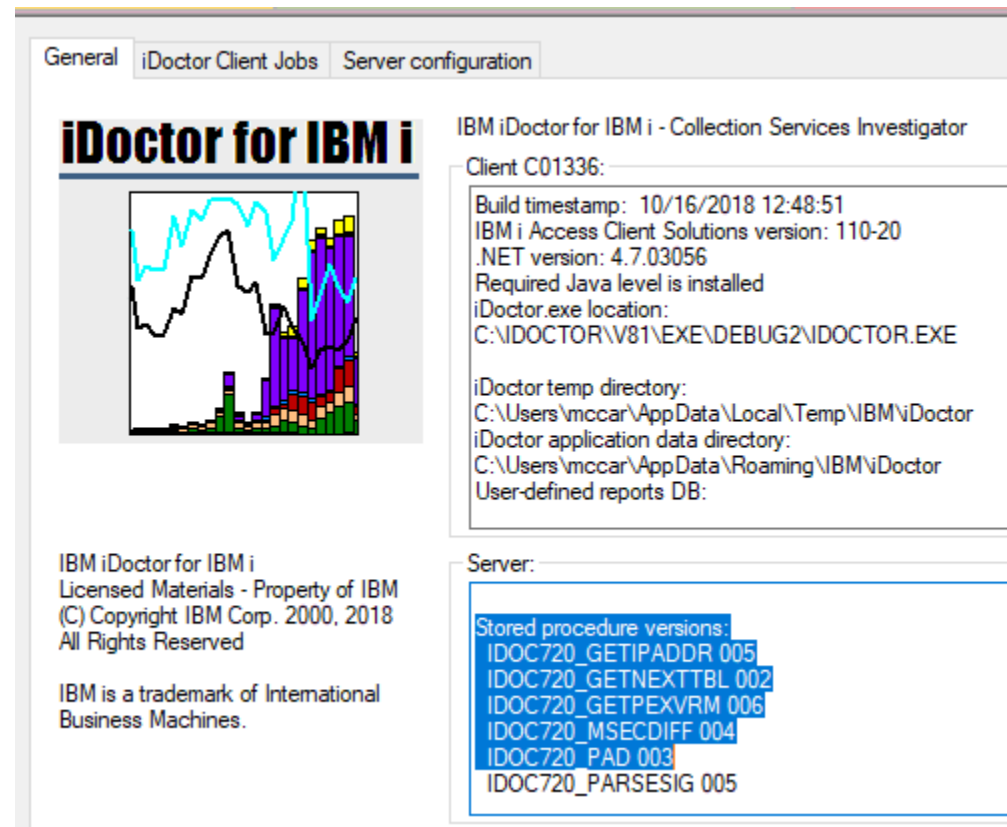 General
iDoctor Client Jobs
Server configuration
iDoctor for IBM i
IBM iDoctor for IBM i - Collection Services Investigator
Client C01336:
Build timestamp:  10/16/2018 12:48:51
IBM i Access Client Solutions version: 110-20
.NET version: 4.7.03056
Required Java level is installed
iDoctor.exe location:
C:\IDOCTOR\V81\EXE\DEBUG2\IDOCTOR.EXE
iDoctor temp directory:
C:\Users\mccar\AppData\Local\Temp\IBM\iDoctor
iDoctor application data directory:
C:\Users\mccar\AppData\Roaming\IBM\iDoctor
User-defined reports DB:
IBM iDoctor for IBM i
Licensed Materials - Property of IBM
(C) Copyright IBM Corp. 2000, 2018
All Rights Reserved
IBM is a trademark of International
Business Machines.
Server:
Stored procedure versions:
IDOC720_GETIPADDR 005
IDOC720_GETNEXTTBL 002
IDOC720_GETPEXVRM 006
IDOC720_MSECDIFF 004
IDOC720_PAD 003
IDOC720_PARSESIG 005